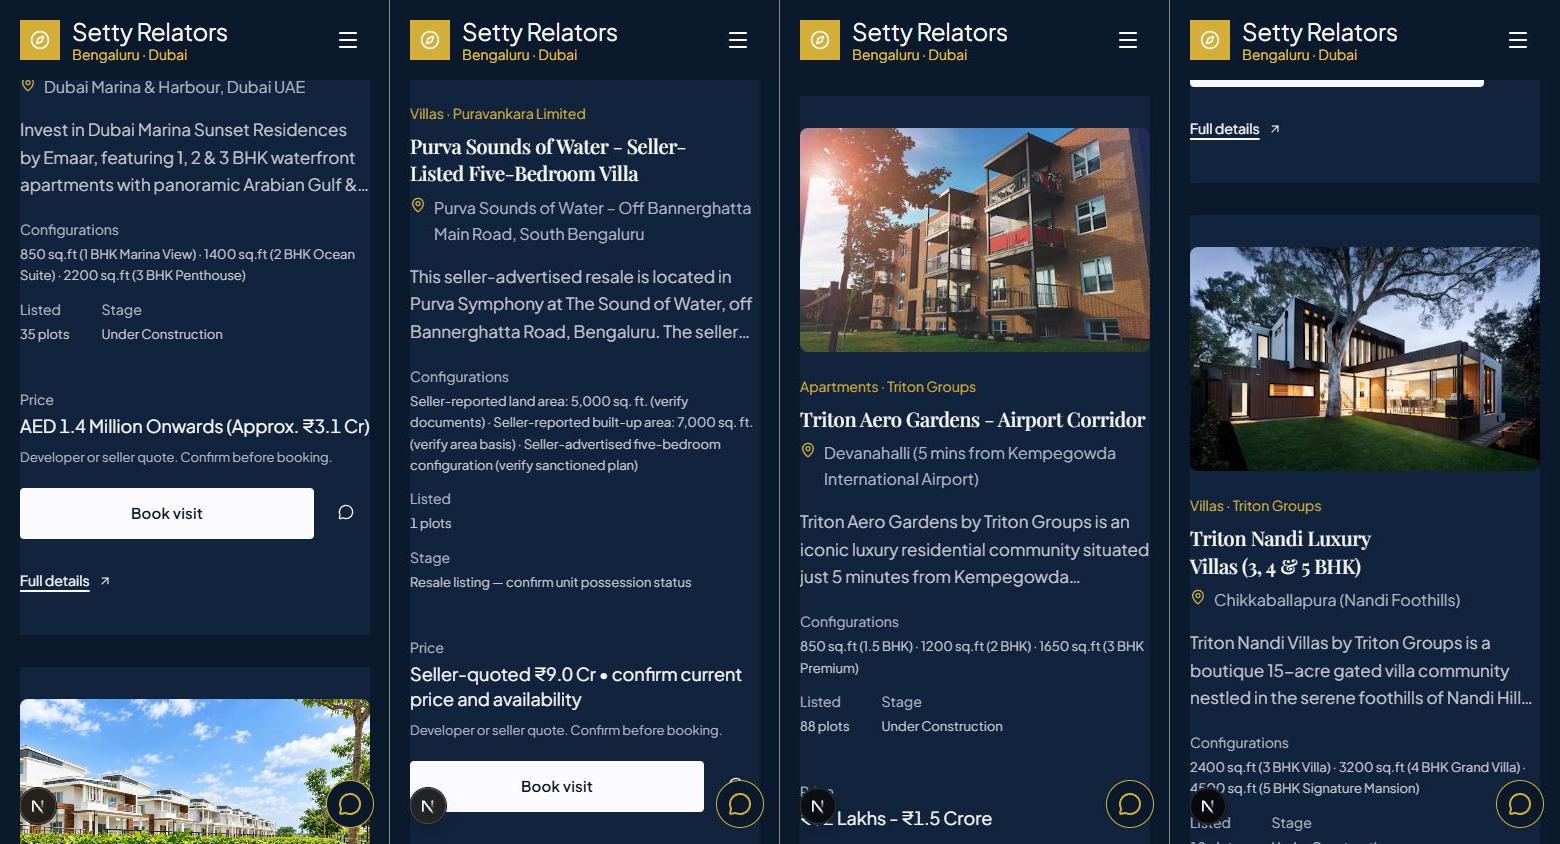 Setty Relators
Bengaluru · Dubai
Dubai Marina & Harbour, Dubai UAE
Invest in Dubai Marina Sunset Residences
by Emaar, featuring 1, 2 & 3 BHK waterfront
apartments with panoramic Arabian Gulf &...
Configurations
850 sq.ft (1 BHK Marina View) · 1400 sq.ft (2 BHK Ocean
Suite) · 2200 sq.ft (3 BHK Penthouse)
Listed Stage
35 plots Under Construction
Price
AED 1.4 Million Onwards (Approx. ₹3.1 Cr)
Developer or seller quote. Confirm before booking.
Book visit
Full details
N
Setty Relators
Bengaluru · Dubai
Villas · Puravankara Limited
Purva Sounds of Water – Seller-
Listed Five-Bedroom Villa
Purva Sounds of Water – Off Bannerghatta
Main Road, South Bengaluru
This seller-advertised resale is located in
Purva Symphony at The Sound of Water, off
Bannerghatta Road, Bengaluru. The seller...
Configurations
Seller-reported land area: 5,000 sq. ft. (verify
documents) · Seller-reported built-up area: 7,000 sq. ft.
(verify area basis) · Seller-advertised five-bedroom
configuration (verify sanctioned plan)
Listed
1 plots
Stage
Resale listing — confirm unit possession status
Price
Seller-quoted ₹9.0 Cr • confirm current
price and availability
Developer or seller quote. Confirm before booking.
Book visit
N
Setty Relators
Bengaluru · Dubai
Apartments · Triton Groups
Triton Aero Gardens – Airport Corridor
Devanahalli (5 mins from Kempegowda
International Airport)
Triton Aero Gardens by Triton Groups is an
iconic luxury residential community situated
just 5 minutes from Kempegowda...
Configurations
850 sq.ft (1.5 BHK) · 1200 sq.ft (2 BHK) · 1650 sq.ft (3 BHK
Premium)
Listed Stage
88 plots Under Construction
Lakhs - ₹1.5 Crore
N
Setty Relators
Bengaluru · Dubai
Full details
Villas · Triton Groups
Triton Nandi Luxury
Villas (3, 4 & 5 BHK)
Chikkaballapura (Nandi Foothills)
Triton Nandi Villas by Triton Groups is a
boutique 15-acre gated villa community
nestled in the serene foothills of Nandi Hill...
Configurations
2400 sq.ft (3 BHK Villa) · 3200 sq.ft (4 BHK Grand Villa) ·
4500 sq.ft (5 BHK Signature Mansion)
Listed Stage
N